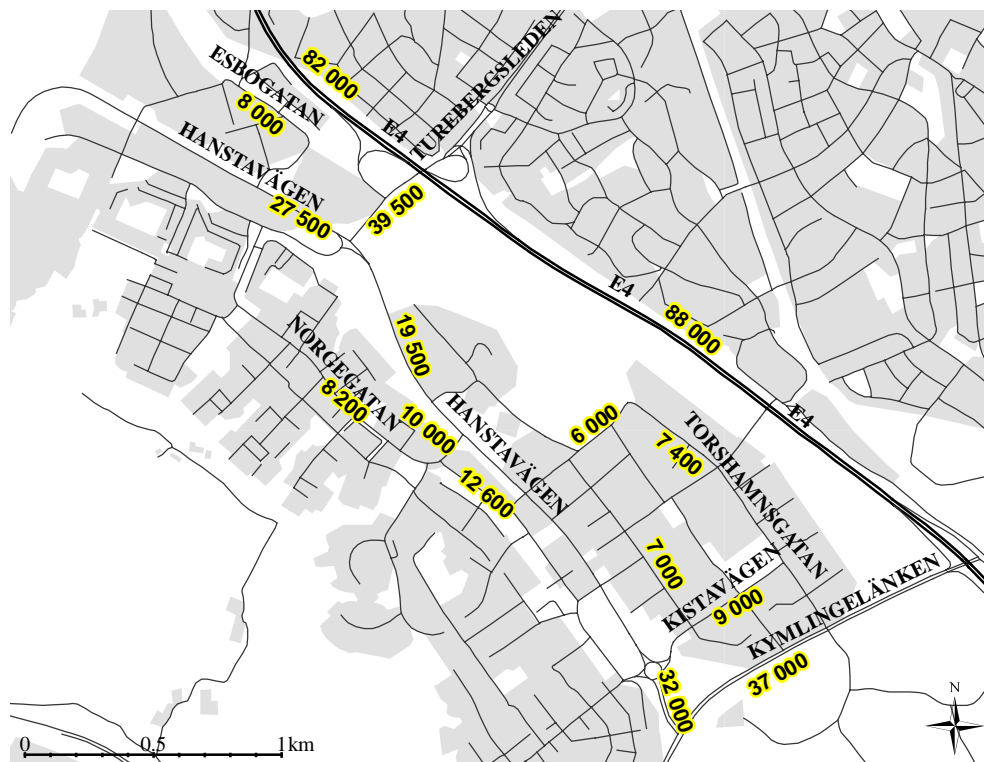 ESBOGATAN
82 000
TUREBERGSLEDEN
8 000
E4
HANSTAVÄGEN
27 500
39 500
E4
88 000
19 500
NORGEGATAN
8 200
10 000
HANSTAVÄGEN
6 000
TORSHAMNSGATAN
7 400
E4
12 600
7 000
KISTAVÄGEN
9 000
KYMLINGELÄNKEN
37 000
32 000
N
0 0,5 1 km